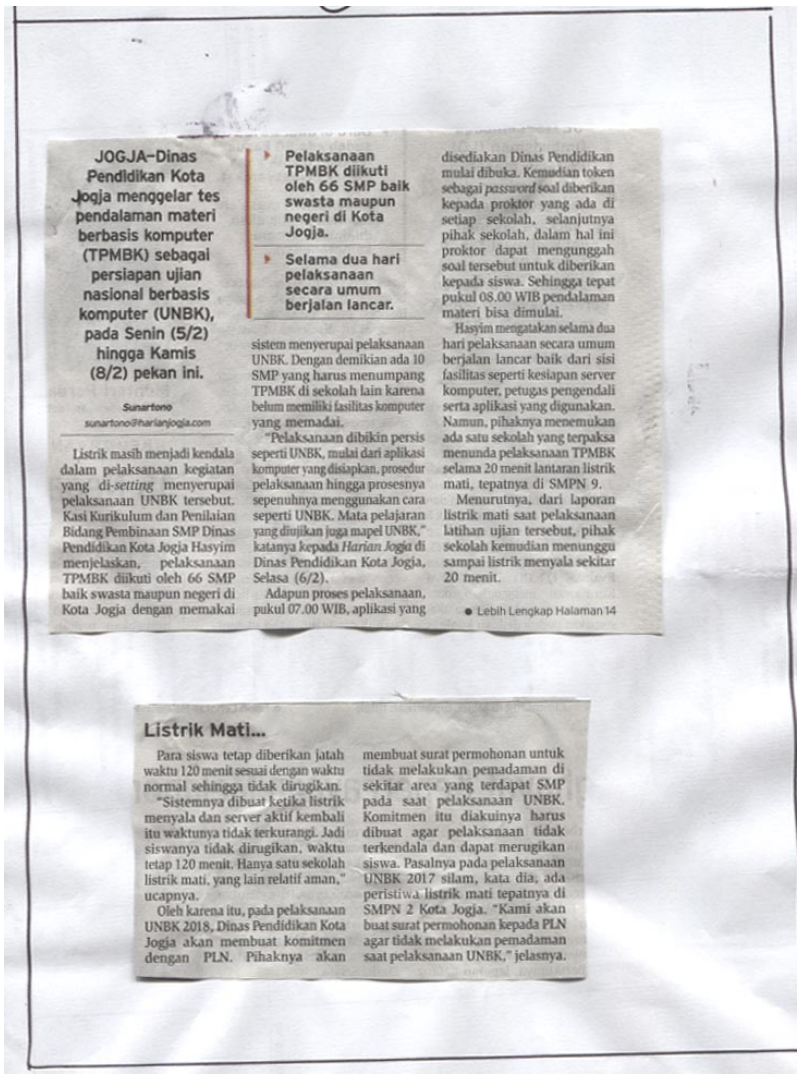 JOGJA–Dinas
Pendidikan Kota
Jogja menggelar tes
pendalaman materi
berbasis komputer
(TPMBK) sebagai
persiapan ujian
nasional berbasis
komputer (UNBK),
pada Senin (5/2)
hingga Kamis
(8/2) pekan ini.
Sunartono
sunartono@harianjogja.com
Listrik masih menjadi kendala
dalam pelaksanaan kegiatan
yang di-setting menyerupai
pelaksanaan UNBK tersebut.
Kasi Kurikulum dan Penilaian
Bidang Pembinaan SMP Dinas
Pendidikan Kota Jogja Hasyim
menjelaskan, pelaksanaan
TPMBK diikuti oleh 66 SMP
baik swasta maupun negeri di
Kota Jogja dengan memakai
Pelaksanaan
TPMBK diikuti
oleh 66 SMP baik
swasta maupun
negeri di Kota
Jogja.
Selama dua hari
pelaksanaan
secara umum
berjalan lancar.
sistem menyerupai pelaksanaan
UNBK. Dengan demikian ada 10
SMP yang harus menumpang
TPMBK di sekolah lain karena
belum memiliki fasilitas komputer
yang memadai.
"Pelaksanaan dibikin persis
seperti UNBK, mulai dari aplikasi
komputer yang disiapkan, prosedur
pelaksanaan hingga prosesnya
sepenuhnya menggunakan cara
seperti UNBK. Mata pelajaran
yang diujikan juga mapel UNBK,"
katanya kepada Harian Jogja di
Dinas Pendidikan Kota Jogja,
Selasa (6/2).
Adapun proses pelaksanaan,
pukul 07.00 WIB, aplikasi yang
disediakan Dinas Pendidikan
mulai dibuka. Kemudian token
sebagai password soal diberikan
kepada proktor yang ada di
setiap sekolah, selanjutnya
pihak sekolah, dalam hal ini
proktor dapat mengunggah
soal tersebut untuk diberikan
kepada siswa. Sehingga tepat
pukul 08.00 WIB pendalaman
materi bisa dimulai.
Hasyim mengatakan selama dua
hari pelaksanaan secara umum
berjalan lancar baik dari sisi
fasilitas seperti kesiapan server
komputer, petugas pengendali
serta aplikasi yang digunakan.
Namun, pihaknya menemukan
ada satu sekolah yang terpaksa
menunda pelaksanaan TPMBK
selama 20 menit lantaran listrik
mati, tepatnya di SMPN 9.
Menurutnya, dari laporan
listrik mati saat pelaksanaan
latihan ujian tersebut, pihak
sekolah kemudian menunggu
sampai listrik menyala sekitar
20 menit.
● Lebih Lengkap Halaman 14
Listrik Mati...
Para siswa tetap diberikan jatah
waktu 120 menit sesuai dengan waktu
normal sehingga tidak dirugikan.
"Sistemnya dibuat ketika listrik
menyala dan server aktif kembali
itu waktunya tidak terkurangi. Jadi
siswanya tidak dirugikan, waktu
tetap 120 menit. Hanya satu sekolah
listrik mati, yang lain relatif aman,"
ucapnya.
Oleh karena itu, pada pelaksanaan
UNBK 2018, Dinas Pendidikan Kota
Jogja akan membuat komitmen
dengan PLN. Pihaknya akan
membuat surat permohonan untuk
tidak melakukan pemadaman di
sekitar area yang terdapat SMP
pada saat pelaksanaan UNBK.
Komitmen itu diakuinya harus
dibuat agar pelaksanaan tidak
terkendala dan dapat merugikan
siswa. Pasalnya pada pelaksanaan
UNBK 2017 silam, kata dia, ada
peristiwa listrik mati tepatnya di
SMPN 2 Kota Jogja. "Kami akan
buat surat permohonan kepada PLN
agar tidak melakukan pemadaman
saat pelaksanaan UNBK," jelasnya.